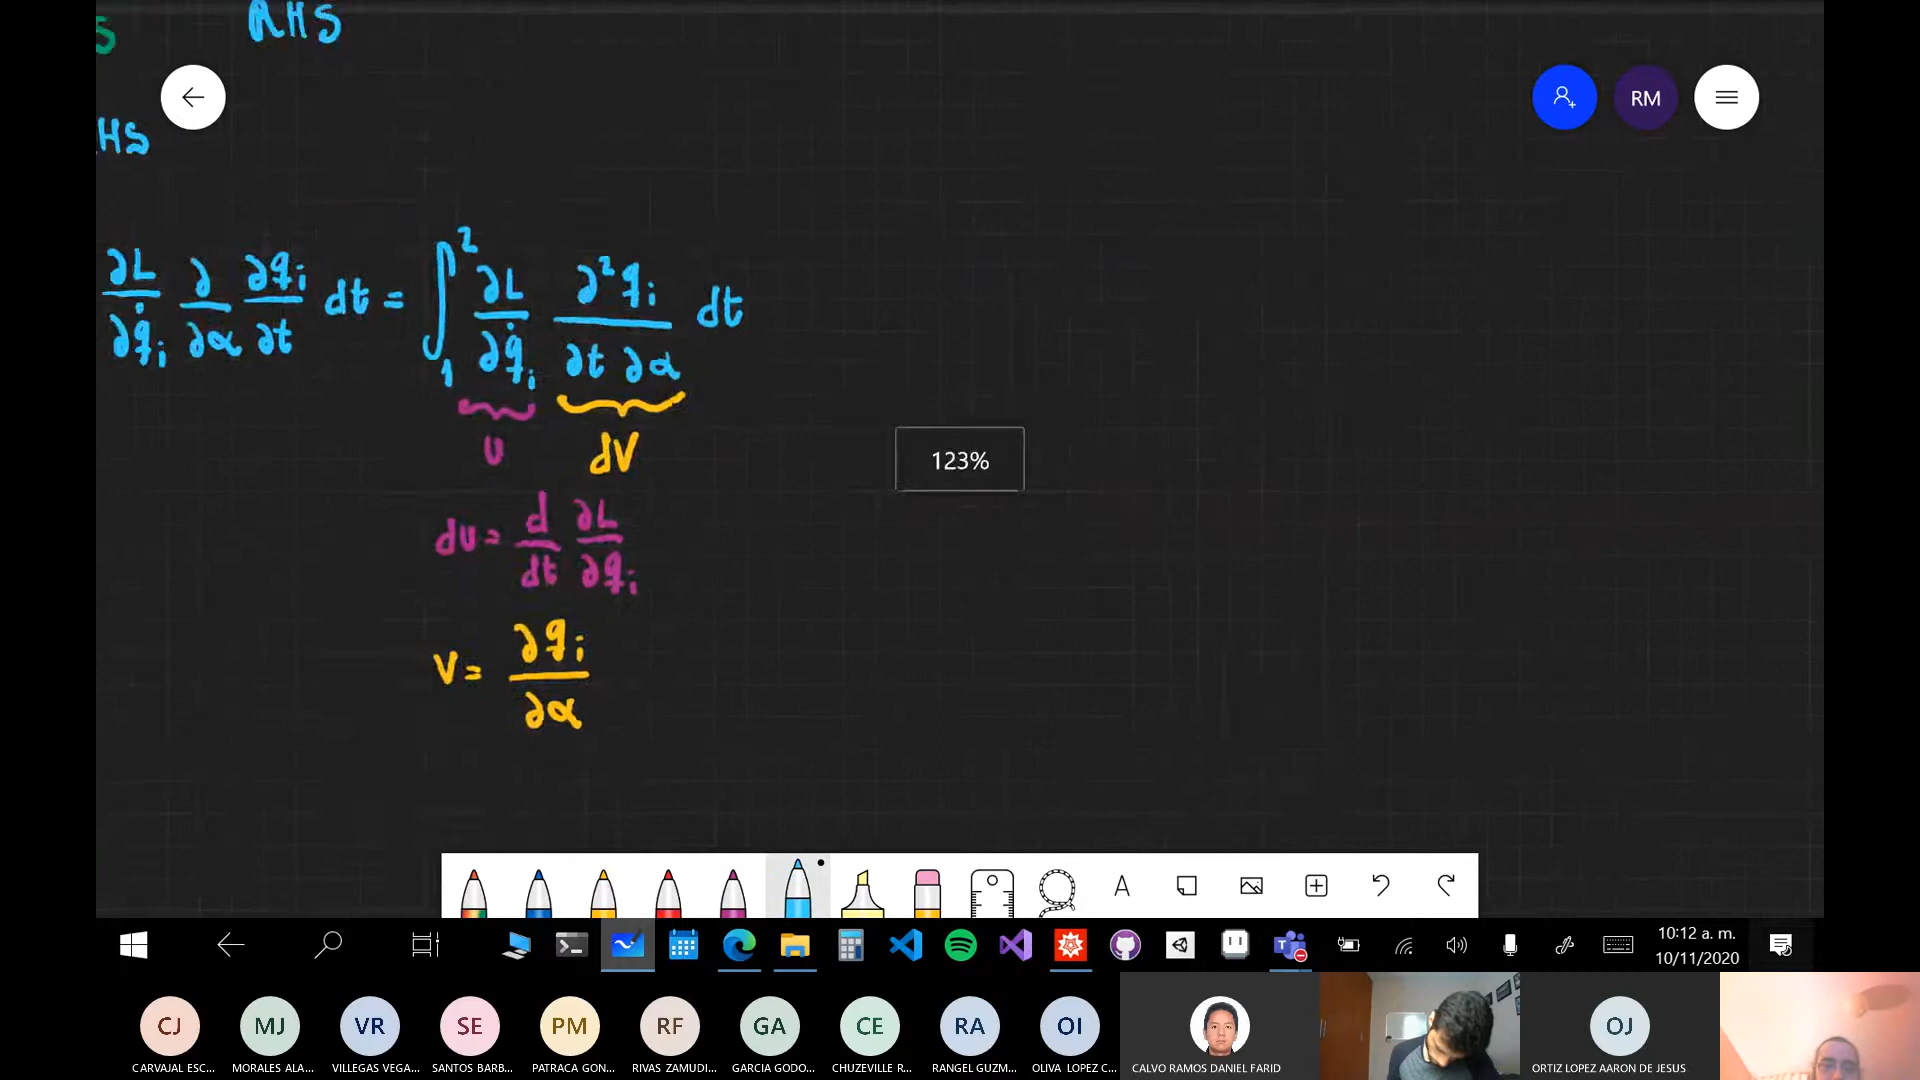 S RHS
HS
RM
∂L/∂q̇i ∂/∂α ∂qi/∂t dt = ∫₁² ∂L/∂q̇i ∂²qi/∂t ∂α dt
U dV
dU = d/dt ∂L/∂qi
V = ∂qi/∂α
123%
A
10:12 a. m.
10/11/2020
CJ MJ VR SE PM RF GA CE RA OI OJ
CARVAJAL ESC... MORALES ALA... VILLEGAS VEGA... SANTOS BARB... PATRACA GON... RIVAS ZAMUDI... GARCIA GODO... CHUZEVILLE R... RANGEL GUZM... OLIVA LOPEZ C... CALVO RAMOS DANIEL FARID ORTIZ LOPEZ AARON DE JESUS